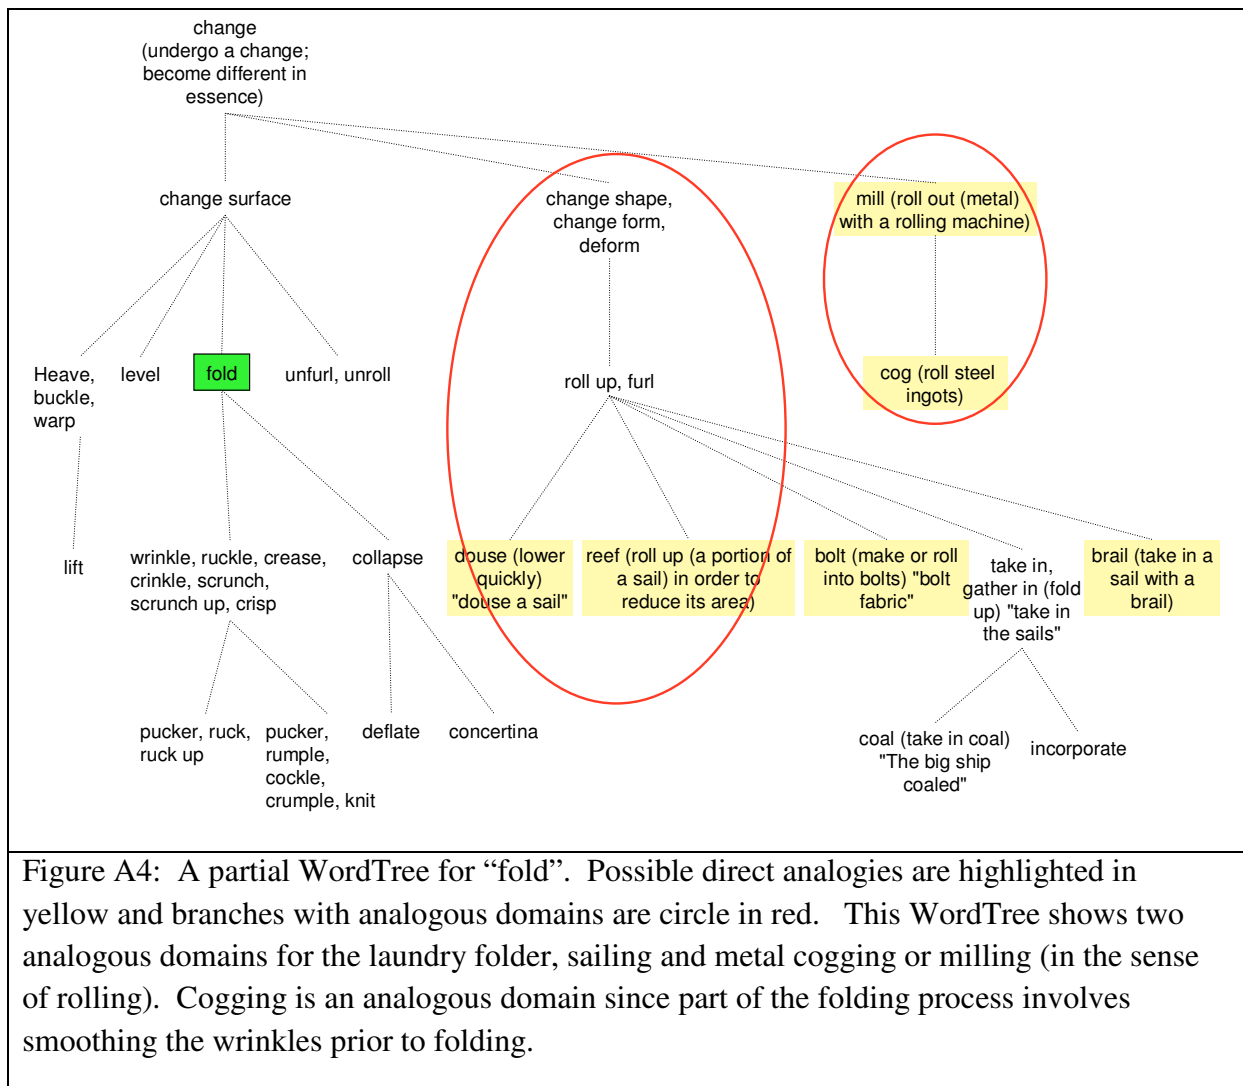 change
(undergo a change;
become different in
essence)
change surface
change shape,
change form,
deform
mill (roll out (metal)
with a rolling machine)
Heave,
buckle,
warp
level
fold
unfurl, unroll
roll up, furl
cog (roll steel
ingots)
lift
wrinkle, ruckle, crease,
crinkle, scrunch,
scrunch up, crisp
collapse
douse (lower
quickly)
"douse a sail"
reef (roll up (a portion of
a sail) in order to
reduce its area)
bolt (make or roll
into bolts) "bolt
fabric"
take in,
gather in (fold
up) "take in
the sails"
brail (take in a
sail with a
brail)
pucker, ruck,
ruck up
pucker,
rumple,
cockle,
crumple, knit
deflate
concertina
coal (take in coal)
"The big ship
coaled"
incorporate
Figure A4:  A partial WordTree for “fold”.  Possible direct analogies are highlighted in
yellow and branches with analogous domains are circle in red.   This WordTree shows two
analogous domains for the laundry folder, sailing and metal cogging or milling (in the sense
of rolling).  Cogging is an analogous domain since part of the folding process involves
smoothing the wrinkles prior to folding.